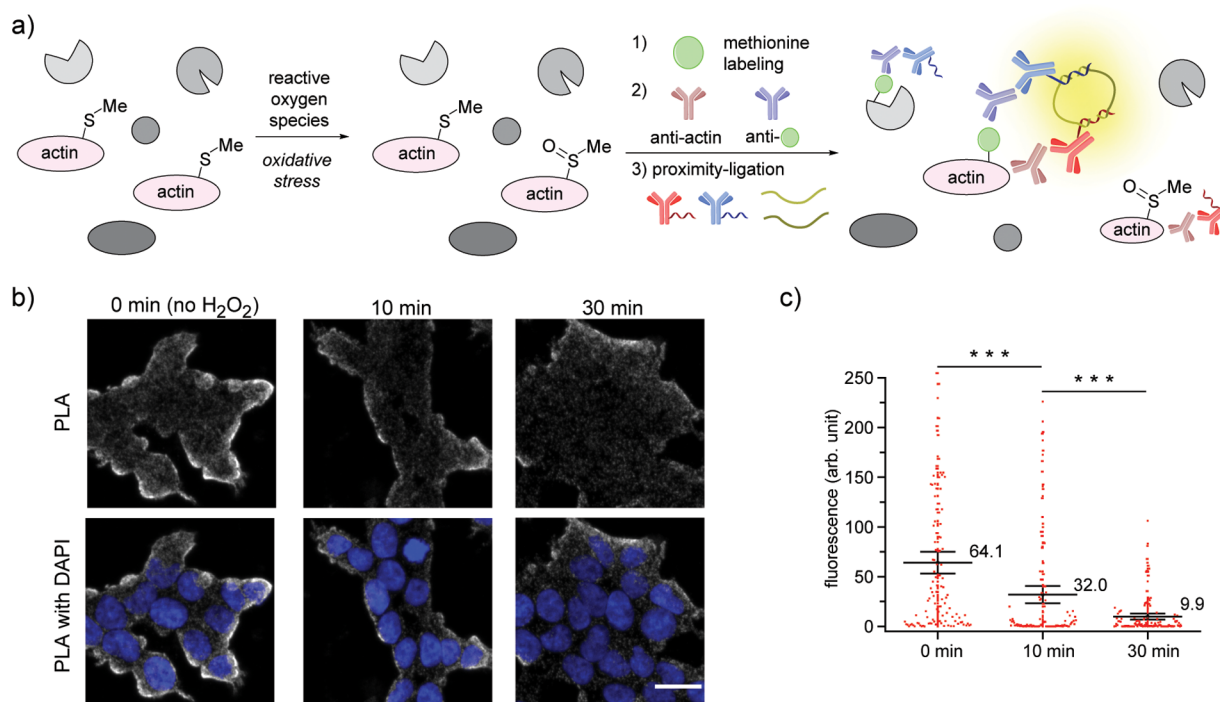 a)
reactive
oxygen
species
oxidative
stress
S
Me
actin
S
Me
actin
S
Me
actin
O
S
Me
actin
1)
methionine
labeling
2)
anti-actin
anti-
3) proximity-ligation
actin
O
S
Me
actin
b)
0 min (no H₂O₂)
10 min
30 min
PLA
PLA with DAPI
c)
* * *
* * *
fluorescence (arb. unit)
250
200
150
100
50
0
64.1
32.0
9.9
0 min
10 min
30 min